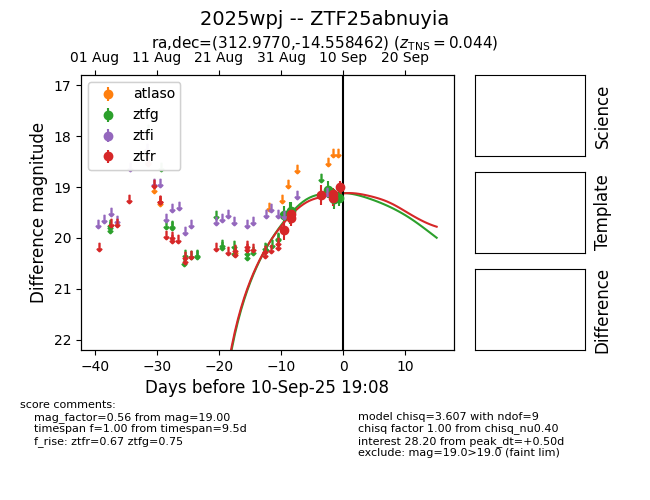 2025wpj -- ZTF25abnuyia
ra,dec=(312.9770,-14.558462) (z_TNS = 0.044)
01 Aug 11 Aug 21 Aug 31 Aug 10 Sep 20 Sep
atlaso
ztfg
ztfi
ztfr
17
18
19
20
21
22
Difference magnitude
−40 −30 −20 −10 0 10
Days before 10-Sep-25 19:08
Science
Template
Difference
score comments:
mag_factor=0.56 from mag=19.00
timespan f=1.00 from timespan=9.5d
f_rise: ztfr=0.67 ztfg=0.75
model chisq=3.607 with ndof=9
chisq factor 1.00 from chisq_nu0.40
interest 28.20 from peak_dt=+0.50d
exclude: mag=19.0>19.0 (faint lim)